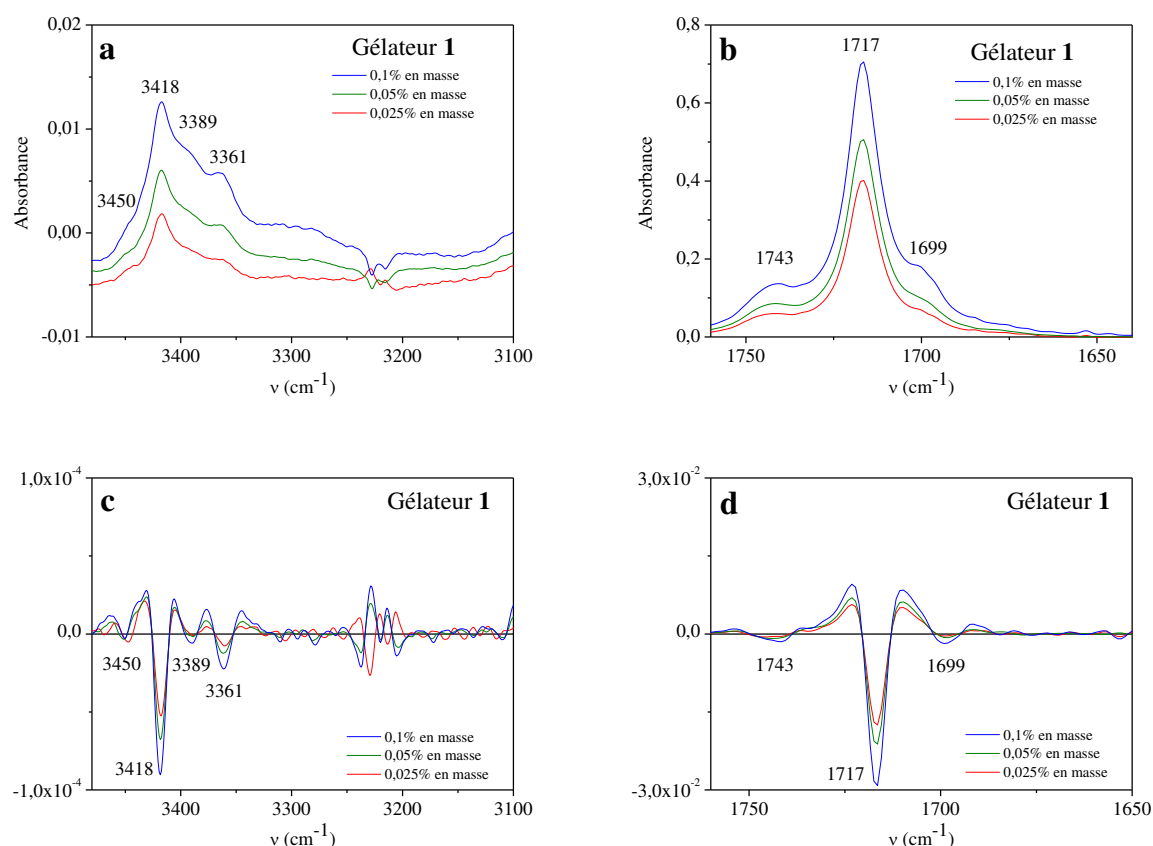 a
Gélateur 1
0,1% en masse
0,05% en masse
0,025% en masse
3418
3389
3361
3450
0,02
0,01
0,00
-0,01
Absorbance
3400
3300
3200
3100
ν (cm-1)
b
Gélateur 1
0,1% en masse
0,05% en masse
0,025% en masse
1717
1743
1699
0,8
0,6
0,4
0,2
0,0
Absorbance
1750
1700
1650
ν (cm-1)
c
Gélateur 1
1,0x10-4
0,0
-1,0x10-4
3450
3389
3361
3418
0,1% en masse
0,05% en masse
0,025% en masse
3400
3300
3200
3100
ν (cm-1)
d
Gélateur 1
3,0x10-2
0,0
-3,0x10-2
1743
1699
1717
0,1% en masse
0,05% en masse
0,025% en masse
1750
1700
1650
ν (cm-1)